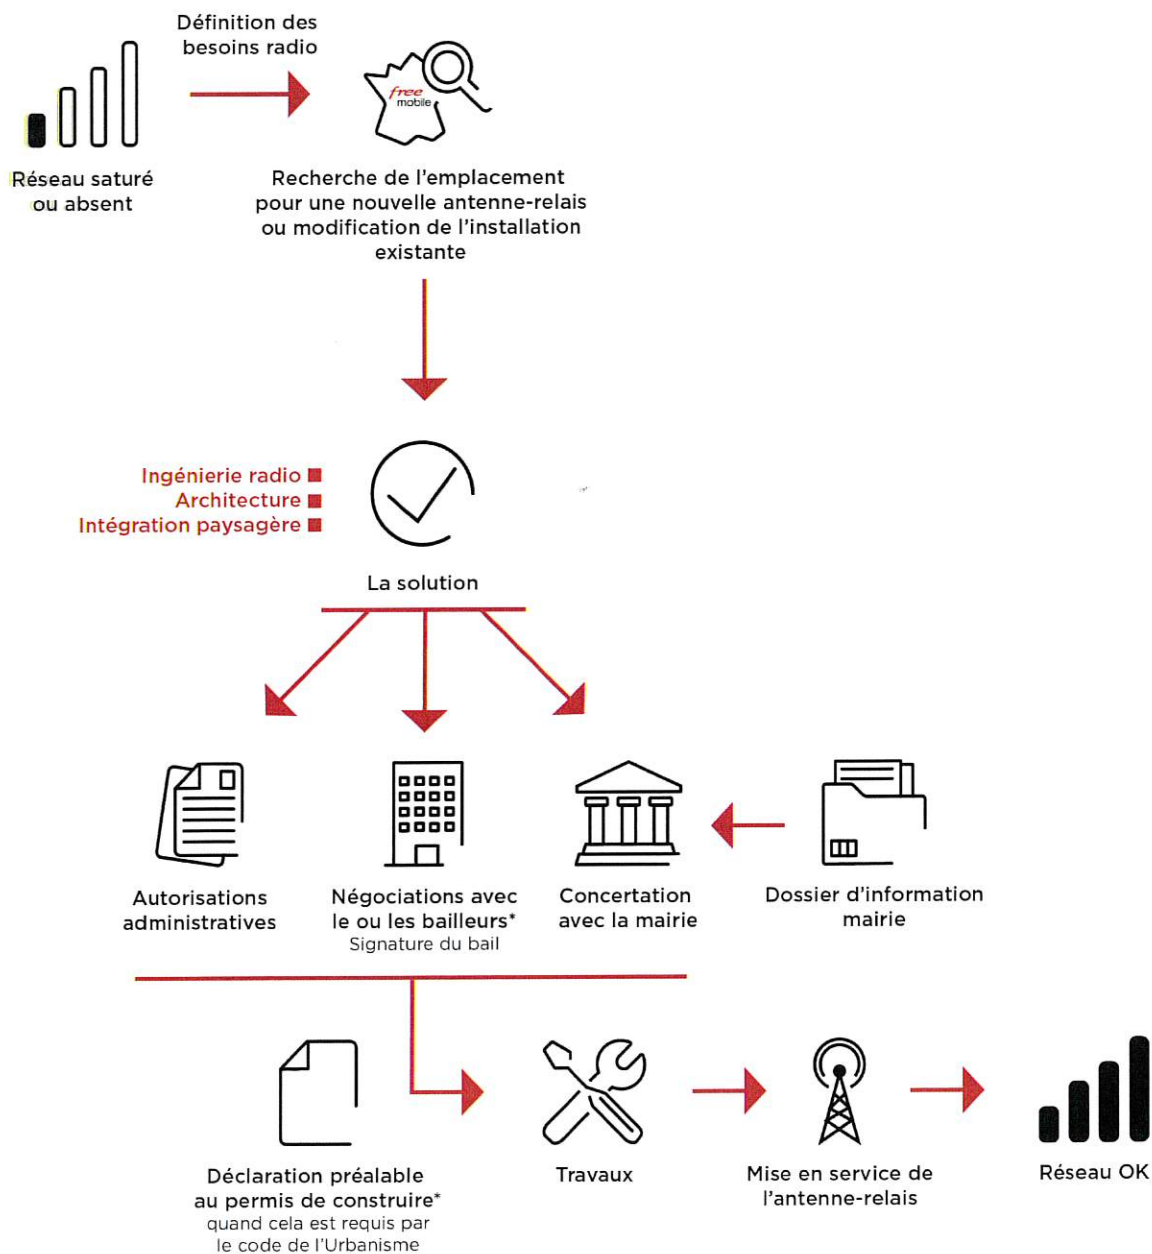 Définition des
besoins radio
free
mobile
Réseau saturé
ou absent
Recherche de l'emplacement
pour une nouvelle antenne-relais
ou modification de l'installation
existante
Ingénierie radio
Architecture
Intégration paysagère
La solution
Autorisations
administratives
Négociations avec
le ou les bailleurs*
Signature du bail
Concertation
avec la mairie
Dossier d'information
mairie
Déclaration préalable
au permis de construire*
quand cela est requis par
le code de l'Urbanisme
Travaux
Mise en service de
l'antenne-relais
Réseau OK